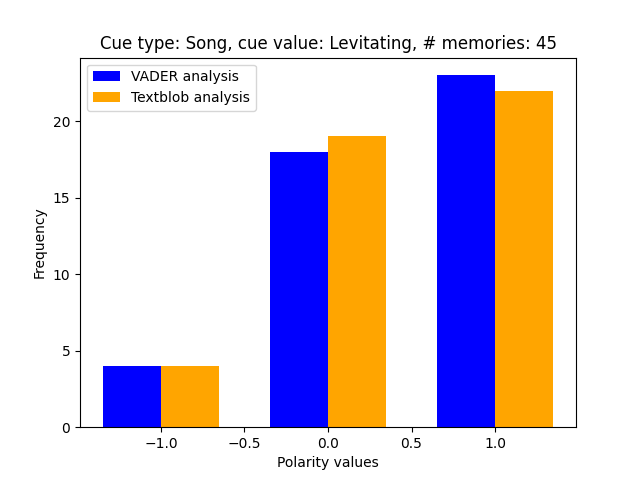 Cue type: Song, cue value: Levitating, # memories: 45
VADER analysis
Textblob analysis
Frequency
20
15
10
5
0
−1.0 −0.5 0.0 0.5 1.0
Polarity values